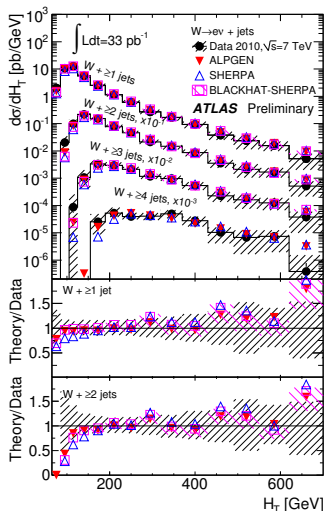 dσ/dH_T [pb/GeV]
10³
10²
10
1
10⁻¹
10⁻²
10⁻³
10⁻⁴
10⁻⁵
10⁻⁶
∫Ldt=33 pb⁻¹
W→eν + jets
Data 2010,√s=7 TeV
ALPGEN
SHERPA
BLACKHAT-SHERPA
ATLAS Preliminary
W + ≥1 jets
W + ≥2 jets, x10⁻¹
W + ≥3 jets, x10⁻²
W + ≥4 jets, x10⁻³
Theory/Data
1.5
1
0.5
W + ≥1 jet
Theory/Data
1.5
1
0.5
W + ≥2 jets
200 400 600
H_T [GeV]